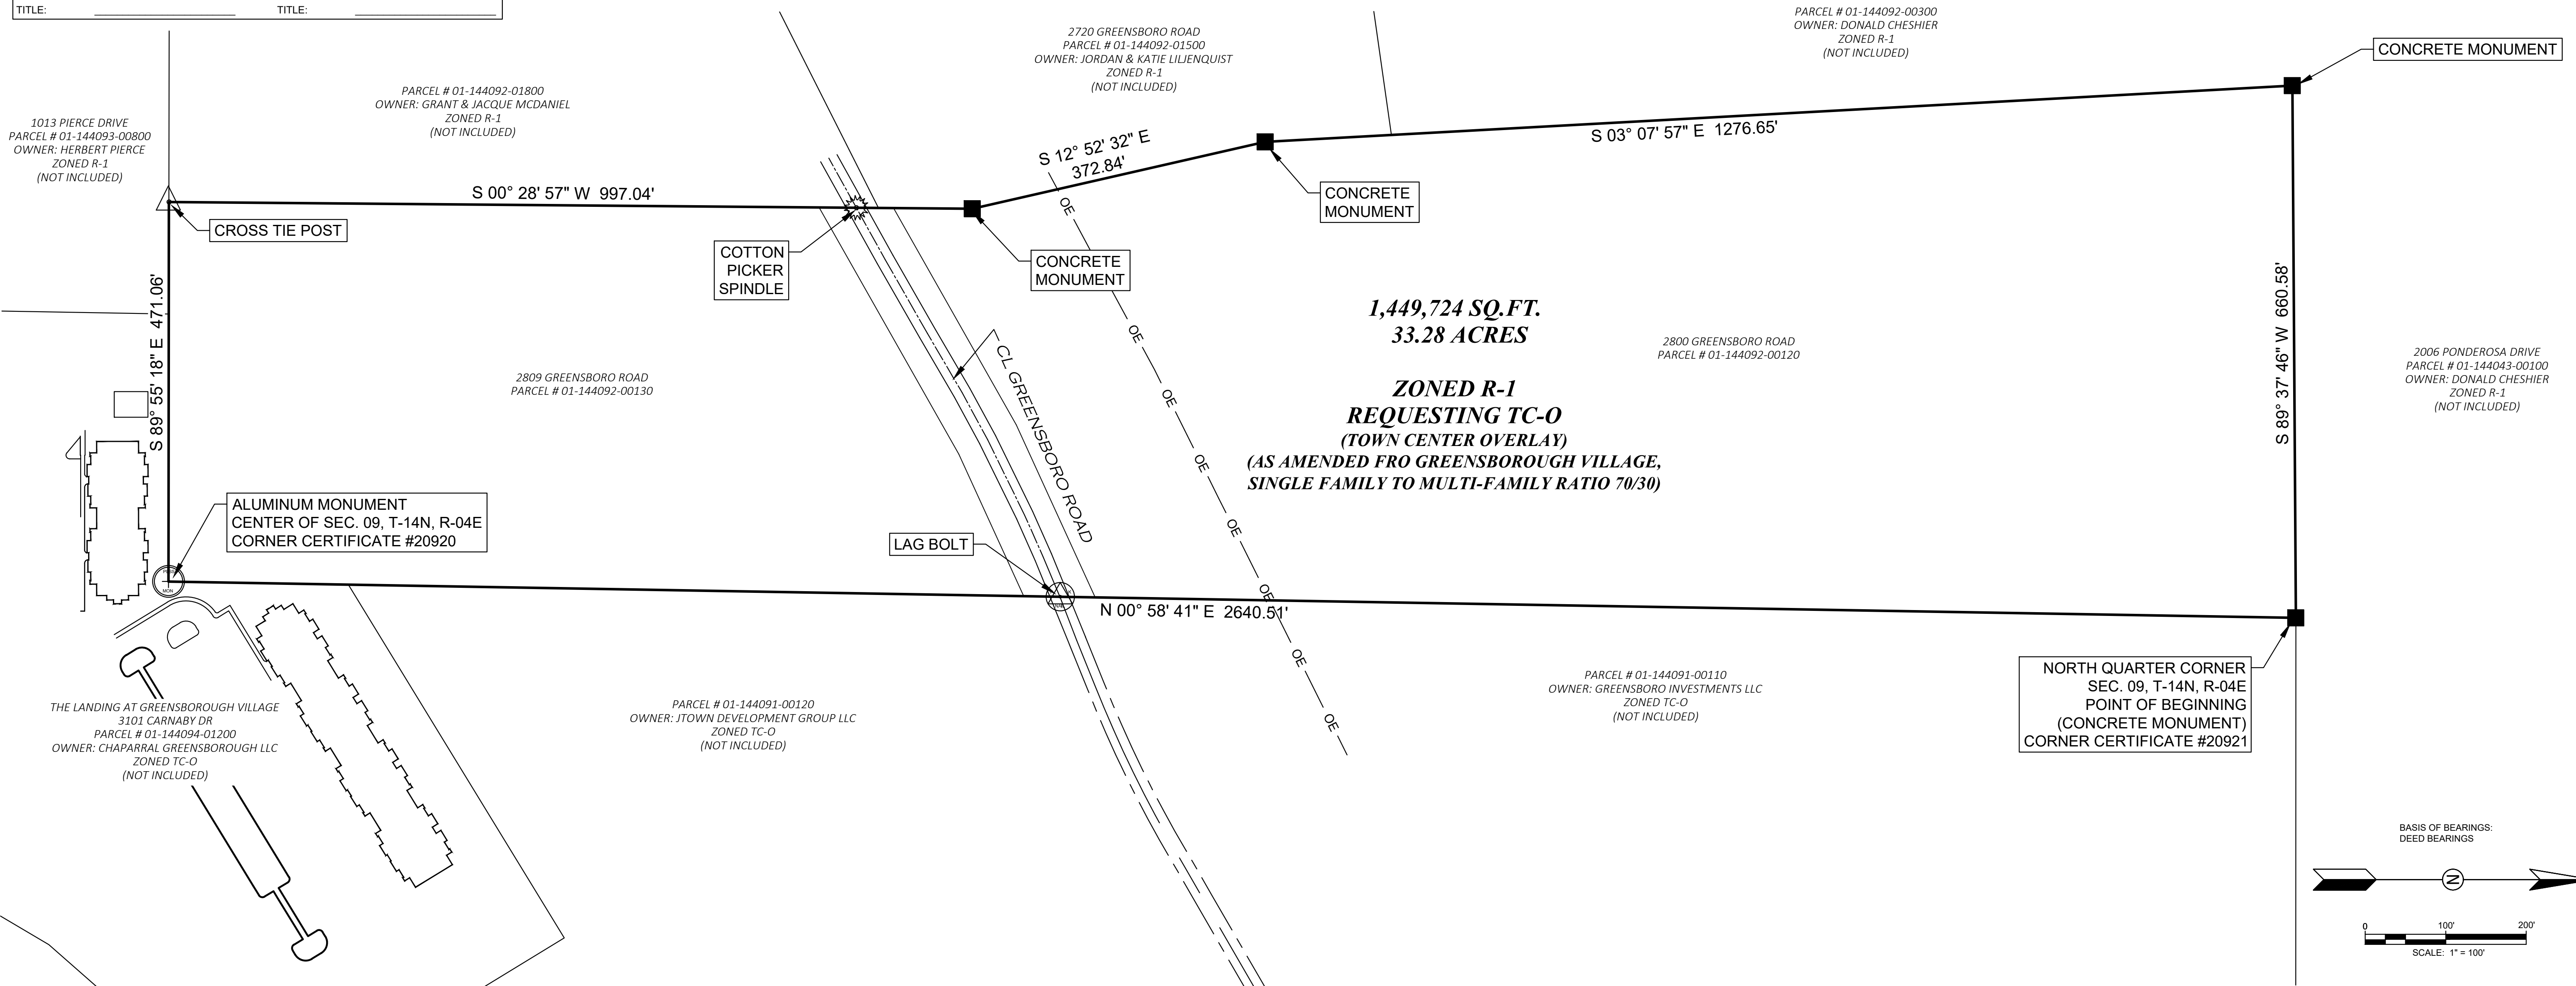 TITLE: TITLE:
1013 PIERCE DRIVE
PARCEL # 01-144093-00800
OWNER: HERBERT PIERCE
ZONED R-1
(NOT INCLUDED)
PARCEL # 01-144092-01800
OWNER: GRANT & JACQUE MCDANIEL
ZONED R-1
(NOT INCLUDED)
2720 GREENSBORO ROAD
PARCEL # 01-144092-01500
OWNER: JORDAN & KATIE LILJENQUIST
ZONED R-1
(NOT INCLUDED)
PARCEL # 01-144092-00300
OWNER: DONALD CHESHIER
ZONED R-1
(NOT INCLUDED)
CONCRETE MONUMENT
S 00° 28' 57" W 997.04'
S 12° 52' 32" E
372.84'
S 03° 07' 57" E 1276.65'
CROSS TIE POST
COTTON
PICKER
SPINDLE
CONCRETE
MONUMENT
CONCRETE
MONUMENT
S 89° 55' 18" E 471.06'
2809 GREENSBORO ROAD
PARCEL # 01-144092-00130
CL GREENSBORO ROAD
OE
OE
OE
OE
OE
OE
OE
OE
OE
1,449,724 SQ.FT.
33.28 ACRES
ZONED R-1
REQUESTING TC-O
(TOWN CENTER OVERLAY)
(AS AMENDED FRO GREENSBOROUGH VILLAGE,
SINGLE FAMILY TO MULTI-FAMILY RATIO 70/30)
2800 GREENSBORO ROAD
PARCEL # 01-144092-00120
S 89° 37' 46" W 660.58'
2006 PONDEROSA DRIVE
PARCEL # 01-144043-00100
OWNER: DONALD CHESHIER
ZONED R-1
(NOT INCLUDED)
ALUMINUM MONUMENT
CENTER OF SEC. 09, T-14N, R-04E
CORNER CERTIFICATE #20920
MON
LAG BOLT
N 00° 58' 41" E 2640.51'
THE LANDING AT GREENSBOROUGH VILLAGE
3101 CARNABY DR
PARCEL # 01-144094-01200
OWNER: CHAPARRAL GREENSBOROUGH LLC
ZONED TC-O
(NOT INCLUDED)
PARCEL # 01-144091-00120
OWNER: JTOWN DEVELOPMENT GROUP LLC
ZONED TC-O
(NOT INCLUDED)
PARCEL # 01-144091-00110
OWNER: GREENSBORO INVESTMENTS LLC
ZONED TC-O
(NOT INCLUDED)
NORTH QUARTER CORNER
SEC. 09, T-14N, R-04E
POINT OF BEGINNING
(CONCRETE MONUMENT)
CORNER CERTIFICATE #20921
BASIS OF BEARINGS:
DEED BEARINGS
N
0 100' 200'
SCALE: 1" = 100'